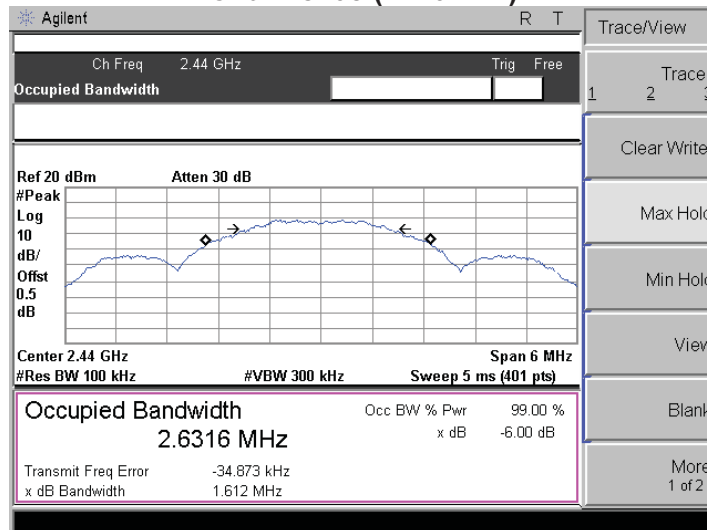 Agilent R T
Trace/View
Ch Freq 2.44 GHz Trig Free
Occupied Bandwidth
Trace
1 2
Clear Write
Ref 20 dBm Atten 30 dB
#Peak
Log
10
dB/
Offst
0.5
dB
Max Hold
Min Hold
Center 2.44 GHz Span 6 MHz
#Res BW 100 kHz #VBW 300 kHz Sweep 5 ms (401 pts)
View
Occupied Bandwidth
2.6316 MHz
Occ BW % Pwr 99.00 %
x dB -6.00 dB
Transmit Freq Error -34.873 kHz
x dB Bandwidth 1.612 MHz
Blank
More
1 of 2